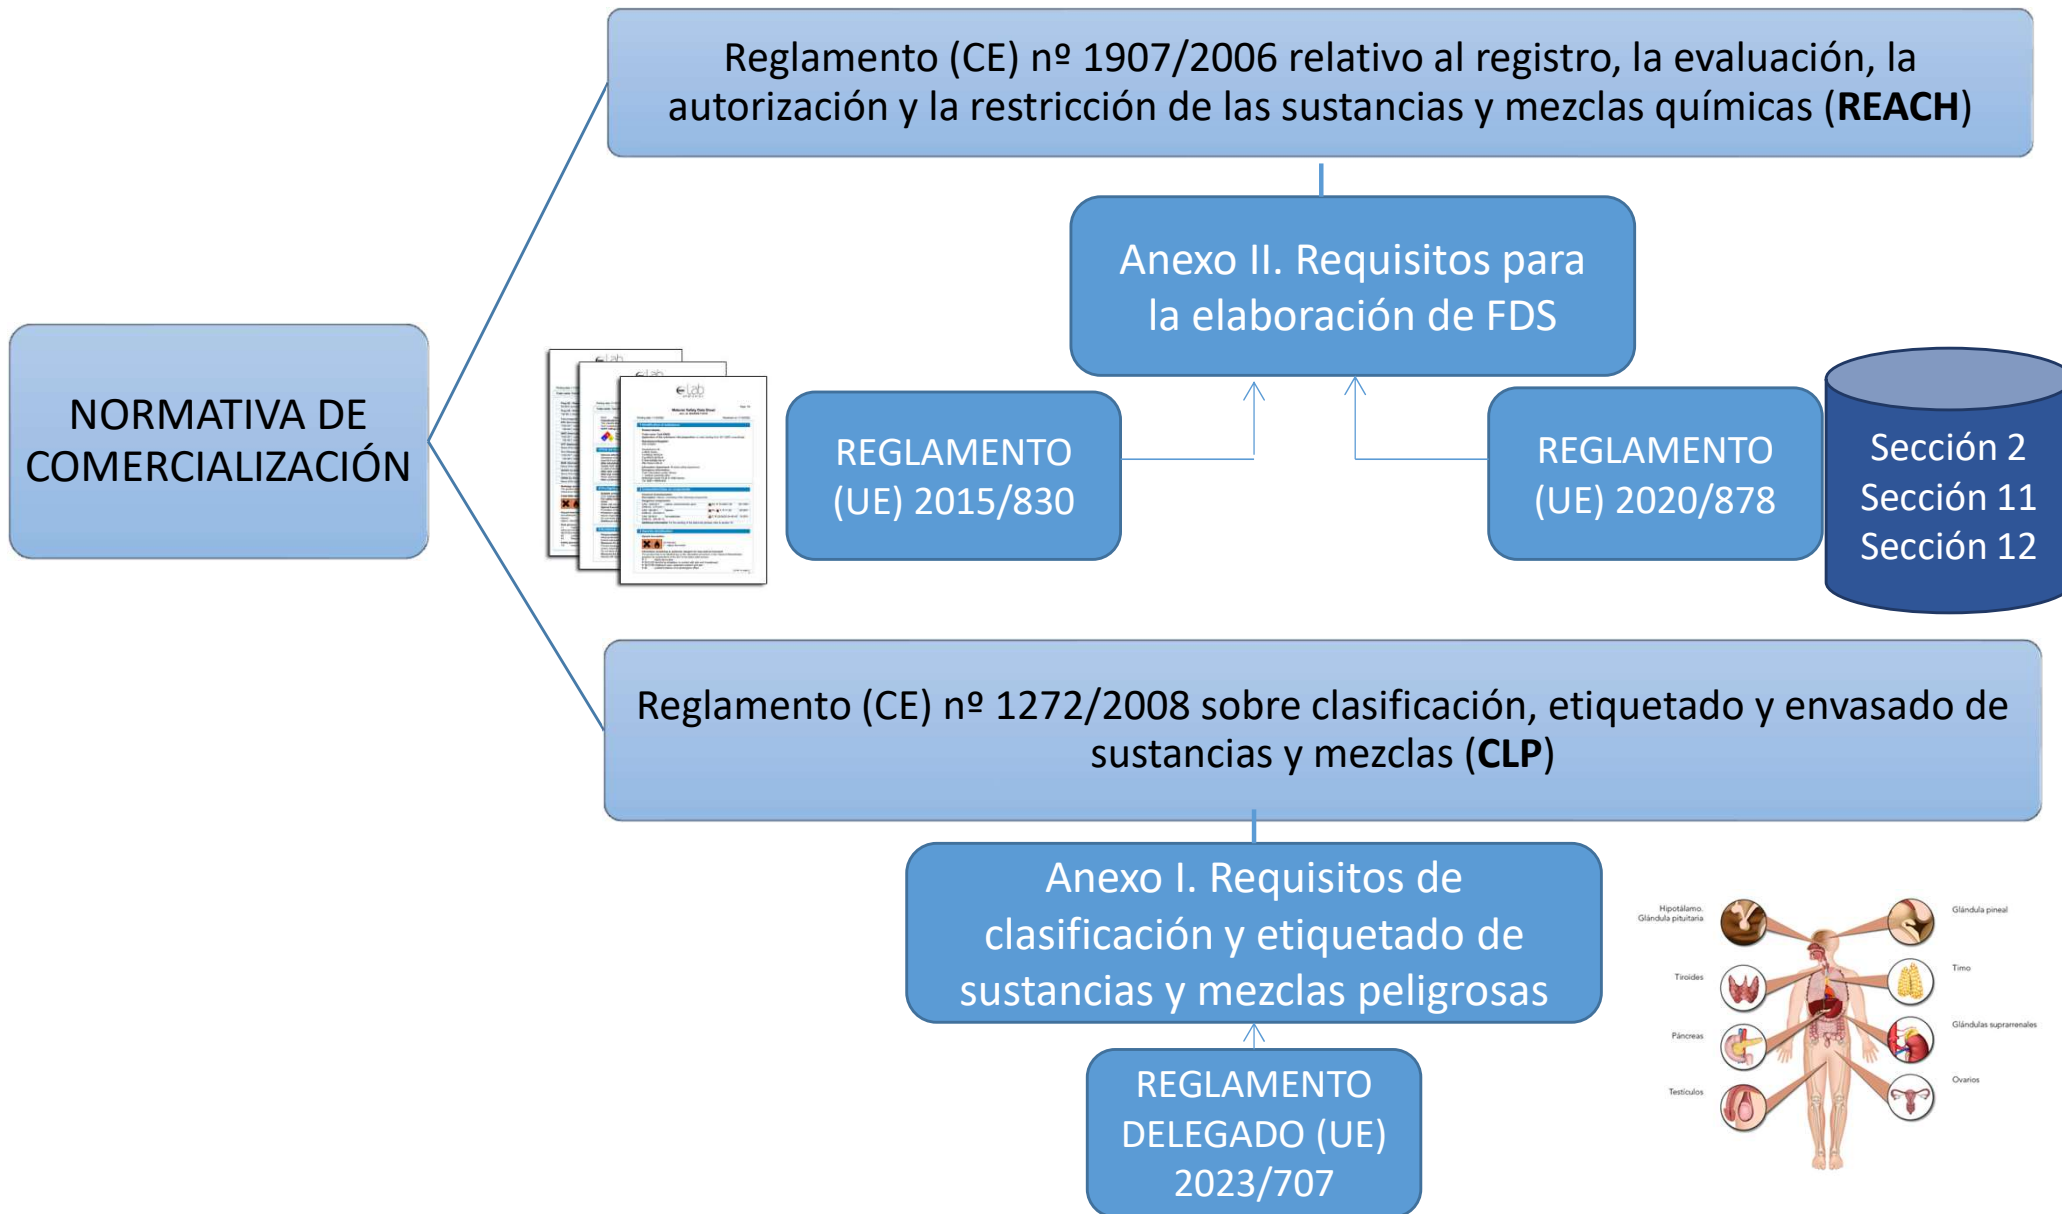 Reglamento (CE) nº 1907/2006 relativo al registro, la evaluación, la
autorización y la restricción de las sustancias y mezclas químicas (REACH)
Anexo II. Requisitos para
la elaboración de FDS
NORMATIVA DE
COMERCIALIZACIÓN
REGLAMENTO
(UE) 2015/830
REGLAMENTO
(UE) 2020/878
Sección 2
Sección 11
Sección 12
Reglamento (CE) nº 1272/2008 sobre clasificación, etiquetado y envasado de
sustancias y mezclas (CLP)
Anexo I. Requisitos de
clasificación y etiquetado de
sustancias y mezclas peligrosas
REGLAMENTO
DELEGADO (UE)
2023/707
Hipotálamo.
Glándula pituitaria
Glándula pineal
Tiroides
Timo
Páncreas
Glándulas suprarrenales
Testículos
Ovarios